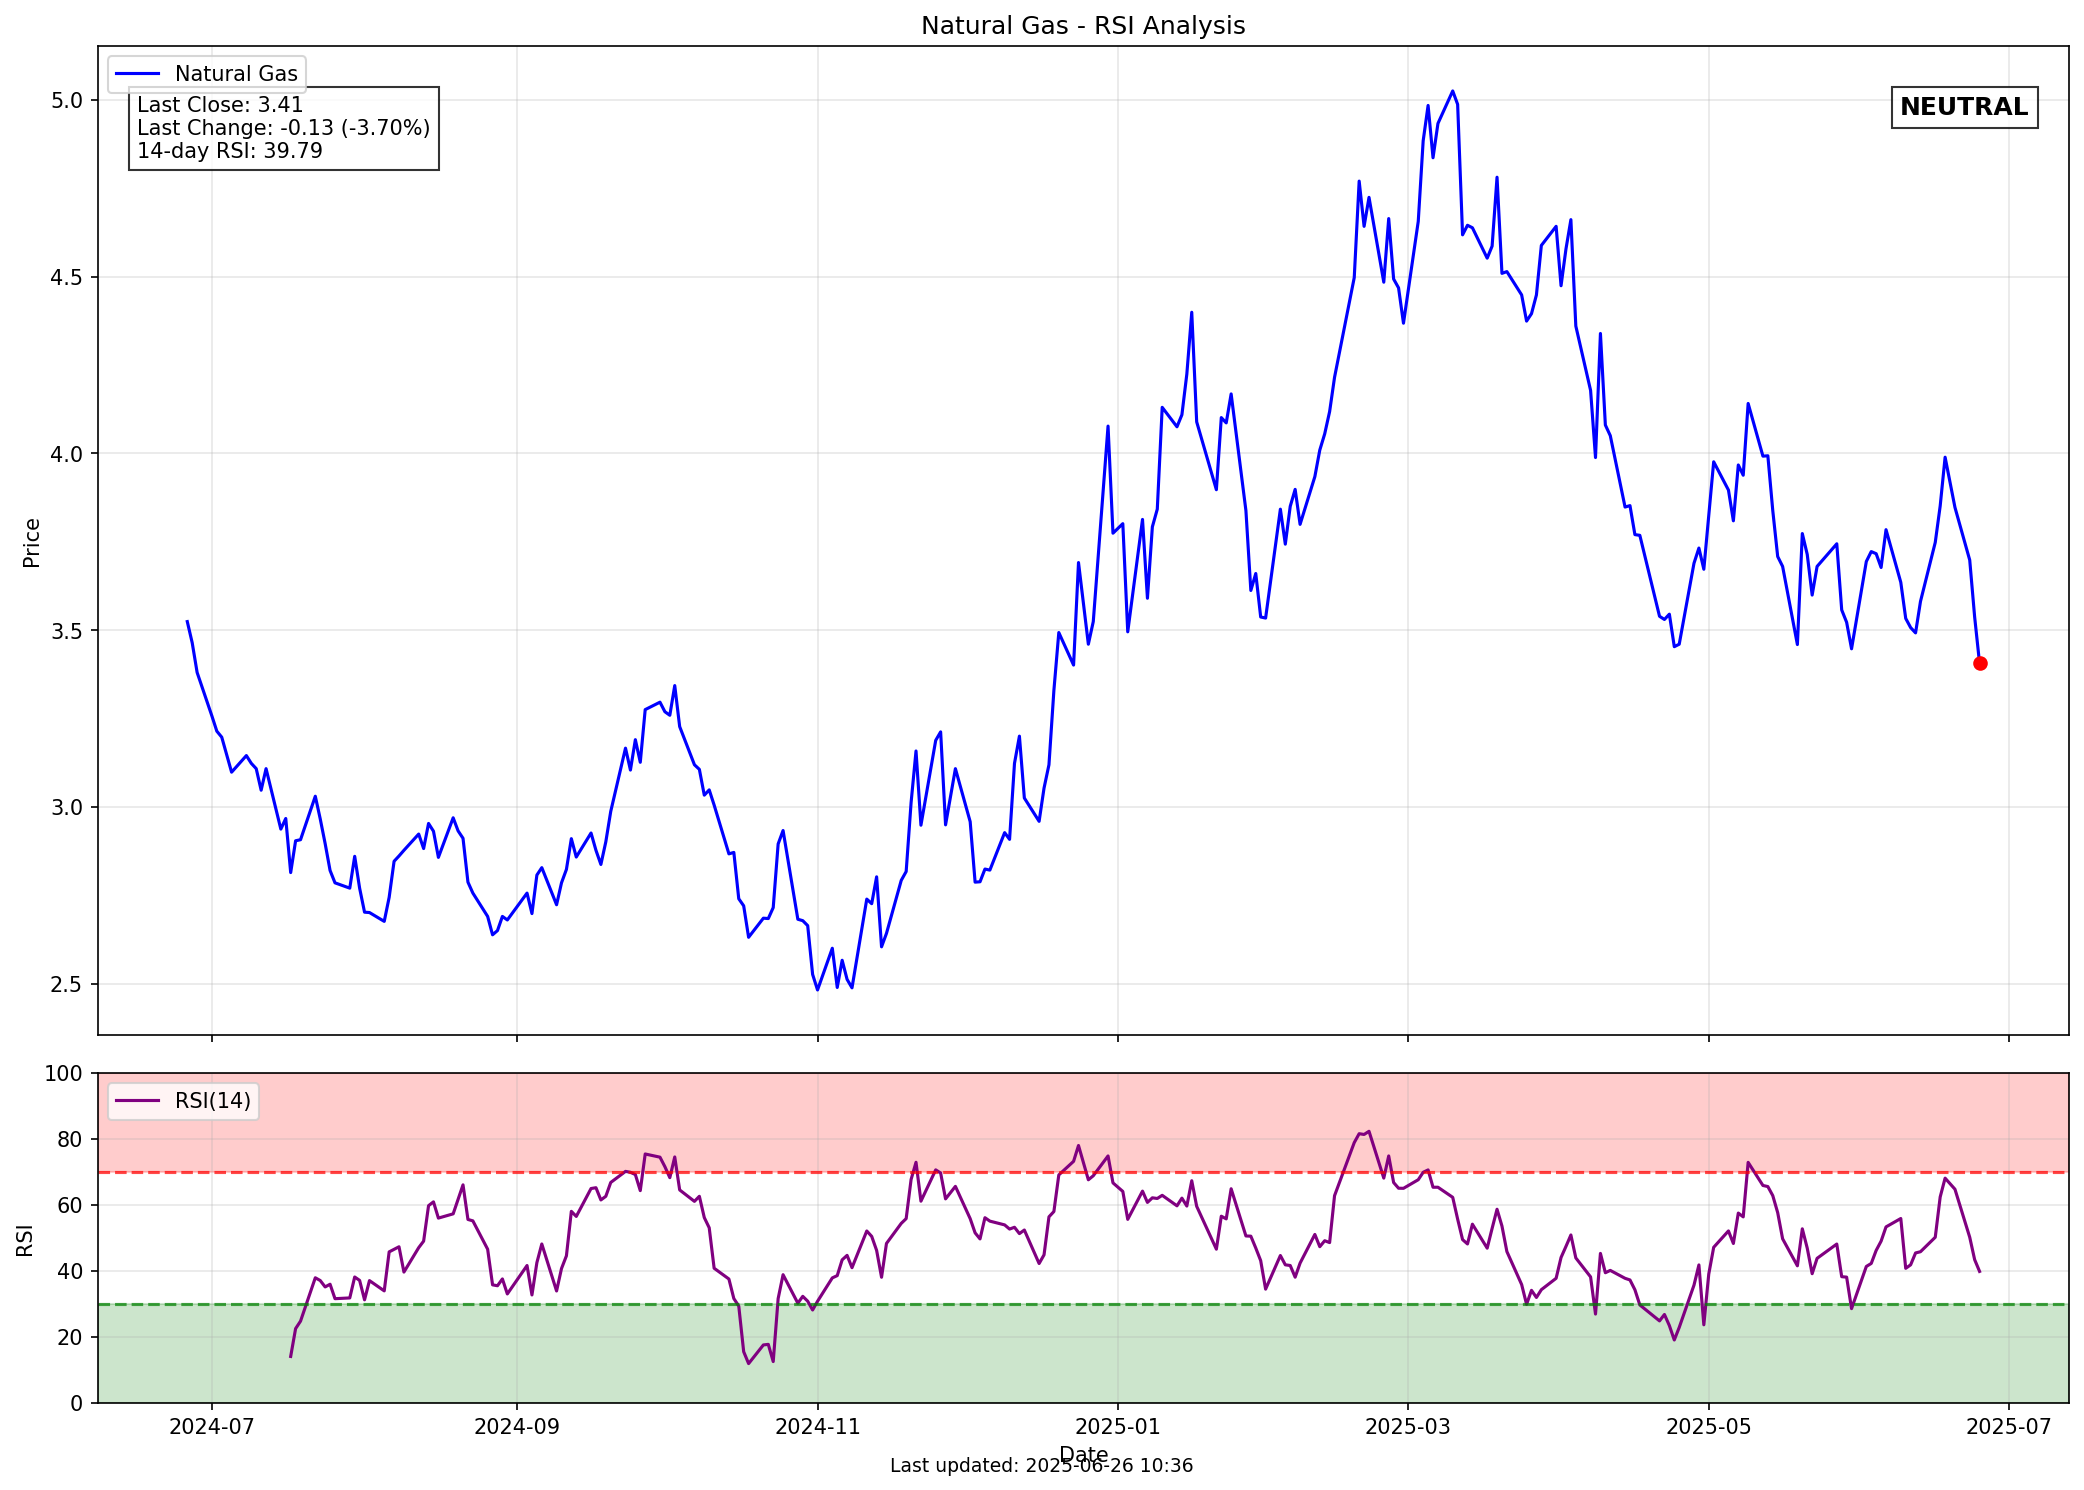 Natural Gas - RSI Analysis
Natural Gas
Last Close: 3.41
Last Change: -0.13 (-3.70%)
14-day RSI: 39.79
NEUTRAL
5.0
4.5
4.0
3.5
3.0
2.5
Price
RSI(14)
100
80
60
40
20
0
RSI
2024-07
2024-09
2024-11
2025-01
2025-03
2025-05
2025-07
Date
Last updated: 2025-06-26 10:36